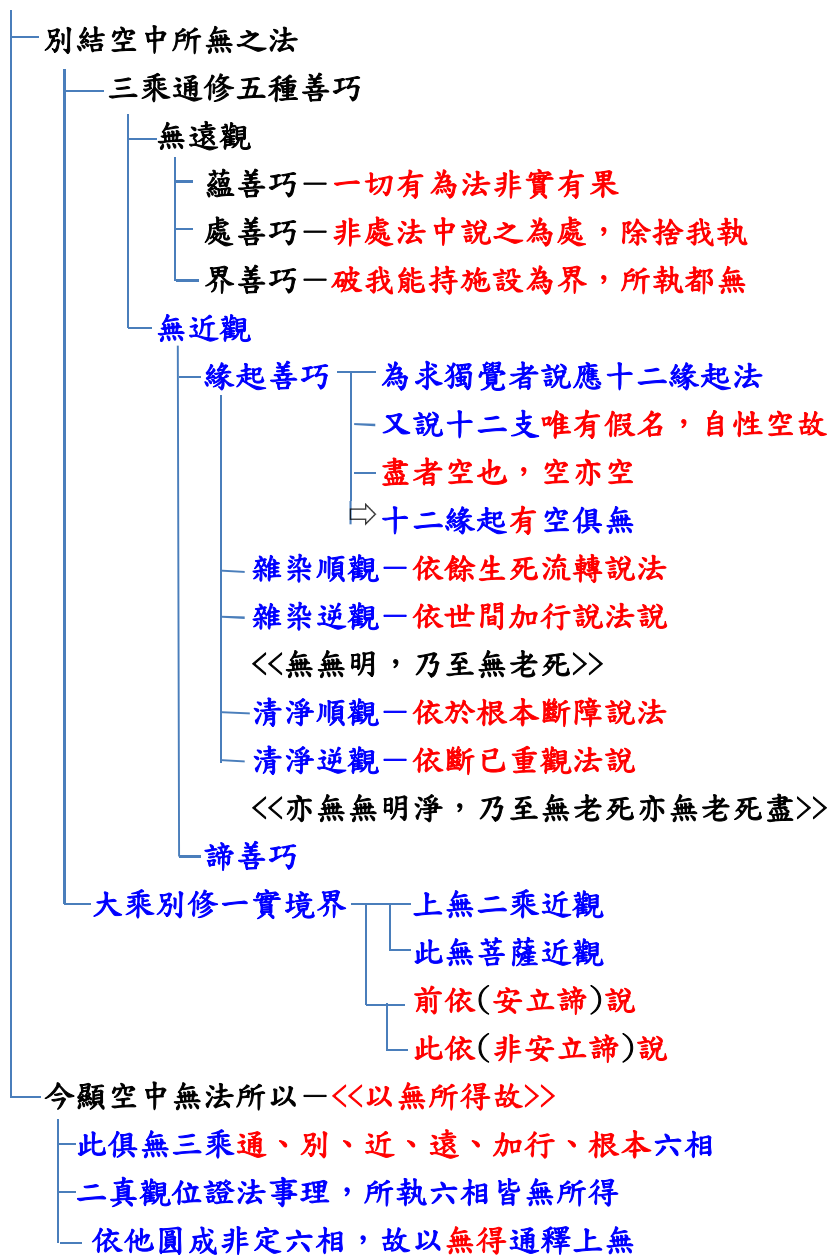 別結空中所無之法
三乘通修五種善巧
無遠觀
蘊善巧－一切有為法非實有果
處善巧－非處法中說之為處，除捨我執
界善巧－破我能持施設為界，所執都無
無近觀
緣起善巧 為求獨覺者說應十二緣起法
又說十二支唯有假名，自性空故
盡者空也，空亦空
十二緣起有空俱無
雜染順觀－依餘生死流轉說法
雜染逆觀－依世間加行說法說
<<無無明，乃至無老死>>
清淨順觀－依於根本斷障說法
清淨逆觀－依斷已重觀法說
<<亦無無明淨，乃至無老死亦無老死盡>>
諦善巧
大乘別修一實境界 上無二乘近觀
此無菩薩近觀
前依(安立諦)說
此依(非安立諦)說
今顯空中無法所以－<<以無所得故>>
此俱無三乘通、別、近、遠、加行、根本六相
二真觀位證法事理，所執六相皆無所得
依他圓成非定六相，故以無得通釋上無